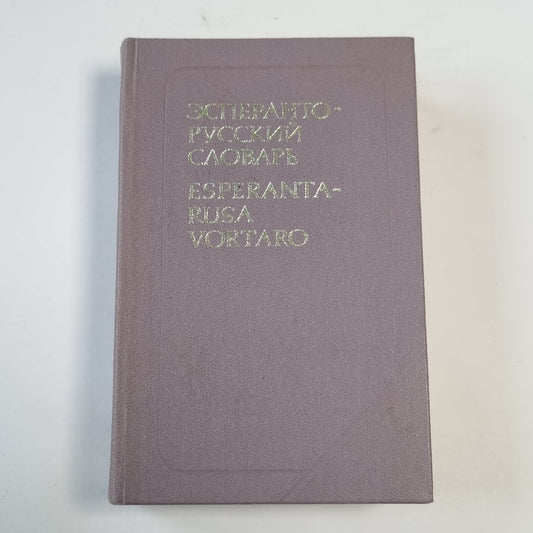 ЭСПЕРАНТО-
РУССКИЙ
СЛОВАРЬ
ESPERANTA-
RUSA
VORTARO